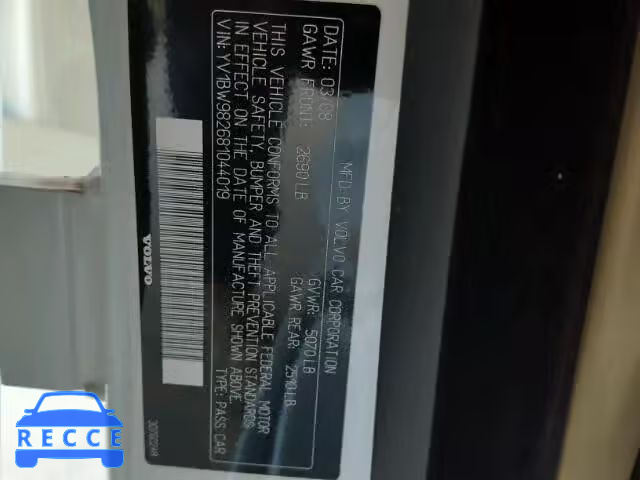 MFD. BY VOLVO CAR CORPORATION
DATE: 03/08 GVWR: 5070 LB
GAWR FRONT: 2690 LB GAWR REAR: 2510 LB
THIS VEHICLE CONFORMS TO ALL APPLICABLE FEDERAL MOTOR
VEHICLE SAFETY, BUMPER AND THEFT PREVENTION STANDARDS
IN EFFECT ON THE DATE OF MANUFACTURE SHOWN ABOVE
VIN: YV1BW982681044019 TYPE: PASS CAR
VOLVO
RECCE